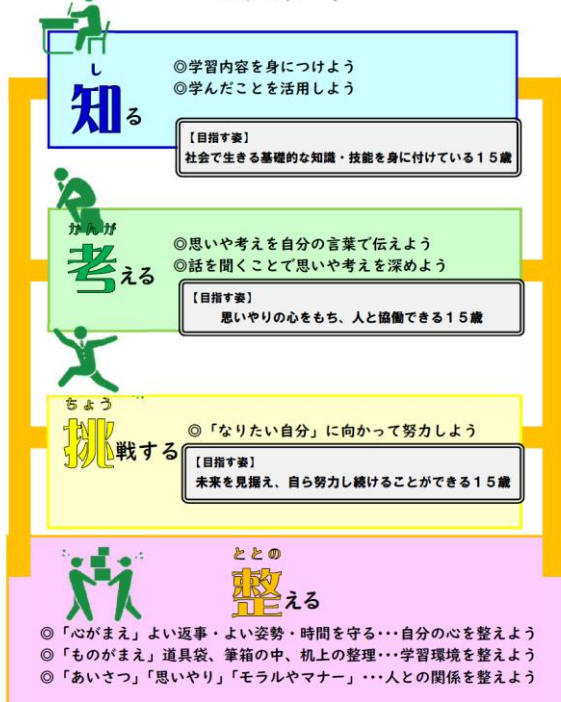 し
知る
◎学習内容を身につけよう
◎学んだことを活用しよう
【目指す姿】
社会で生きる基礎的な知識・技能を身に付けている１５歳
かんが
考える
◎思いや考えを自分の言葉で伝えよう
◎話を聞くことで思いや考えを深めよう
【目指す姿】
思いやりの心をもち、人と協働できる１５歳
ちょう
挑戦する
◎「なりたい自分」に向かって努力しよう
【目指す姿】
未来を見据え、自ら努力し続けることができる１５歳
ととの
整える
◎「心がまえ」よい返事・よい姿勢・時間を守る･･･自分の心を整えよう
◎「ものがまえ」道具袋、筆箱の中、机上の整理･･･学習環境を整えよう
◎「あいさつ」「思いやり」「モラルやマナー」･･･人との関係を整えよう